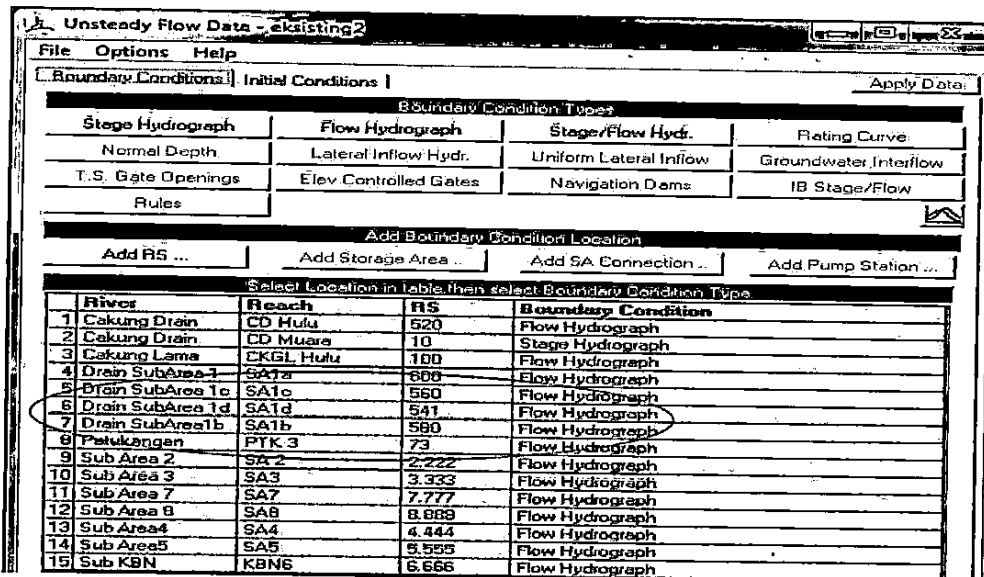 Unsteady Flow Data - eksisting2
File Options Help
Boundary Conditions Initial Conditions Apply Data
Boundary Condition Types
Stage Hydrograph Flow Hydrograph Stage/Flow Hydr. Rating Curve
Normal Depth Lateral Inflow Hydr. Uniform Lateral Inflow Groundwater Interflow
T.S. Gate Openings Elev Controlled Gates Navigation Dams IB Stage/Flow
Rules
Add Boundary Condition Location
Add RS ... Add Storage Area ... Add SA Connection ... Add Pump Station ...
Select Location in table then select Boundary Condition Type
River Reach RS Boundary Condition
1 Cakung Drain CD Hulu 520 Flow Hydrograph
2 Cakung Drain CD Muara 10 Stage Hydrograph
3 Cakung Lama CKGL Hulu 100 Flow Hydrograph
4 Drain SubArea 1 SA1a 600 Flow Hydrograph
5 Drain SubArea 1c SA1c 560 Flow Hydrograph
6 Drain SubArea 1d SA1d 541 Flow Hydrograph
7 Drain SubArea1b SA1b 580 Flow Hydrograph
8 Petukangan PTK 3 73 Flow Hydrograph
9 Sub Area 2 SA 2 2.222 Flow Hydrograph
10 Sub Area 3 SA3 3.333 Flow Hydrograph
11 Sub Area 7 SA7 7.777 Flow Hydrograph
12 Sub Area 8 SA8 8.888 Flow Hydrograph
13 Sub Area4 SA4 4.444 Flow Hydrograph
14 Sub Area5 SA5 5.555 Flow Hydrograph
15 Sub KBN KBN6 6.666 Flow Hydrograph